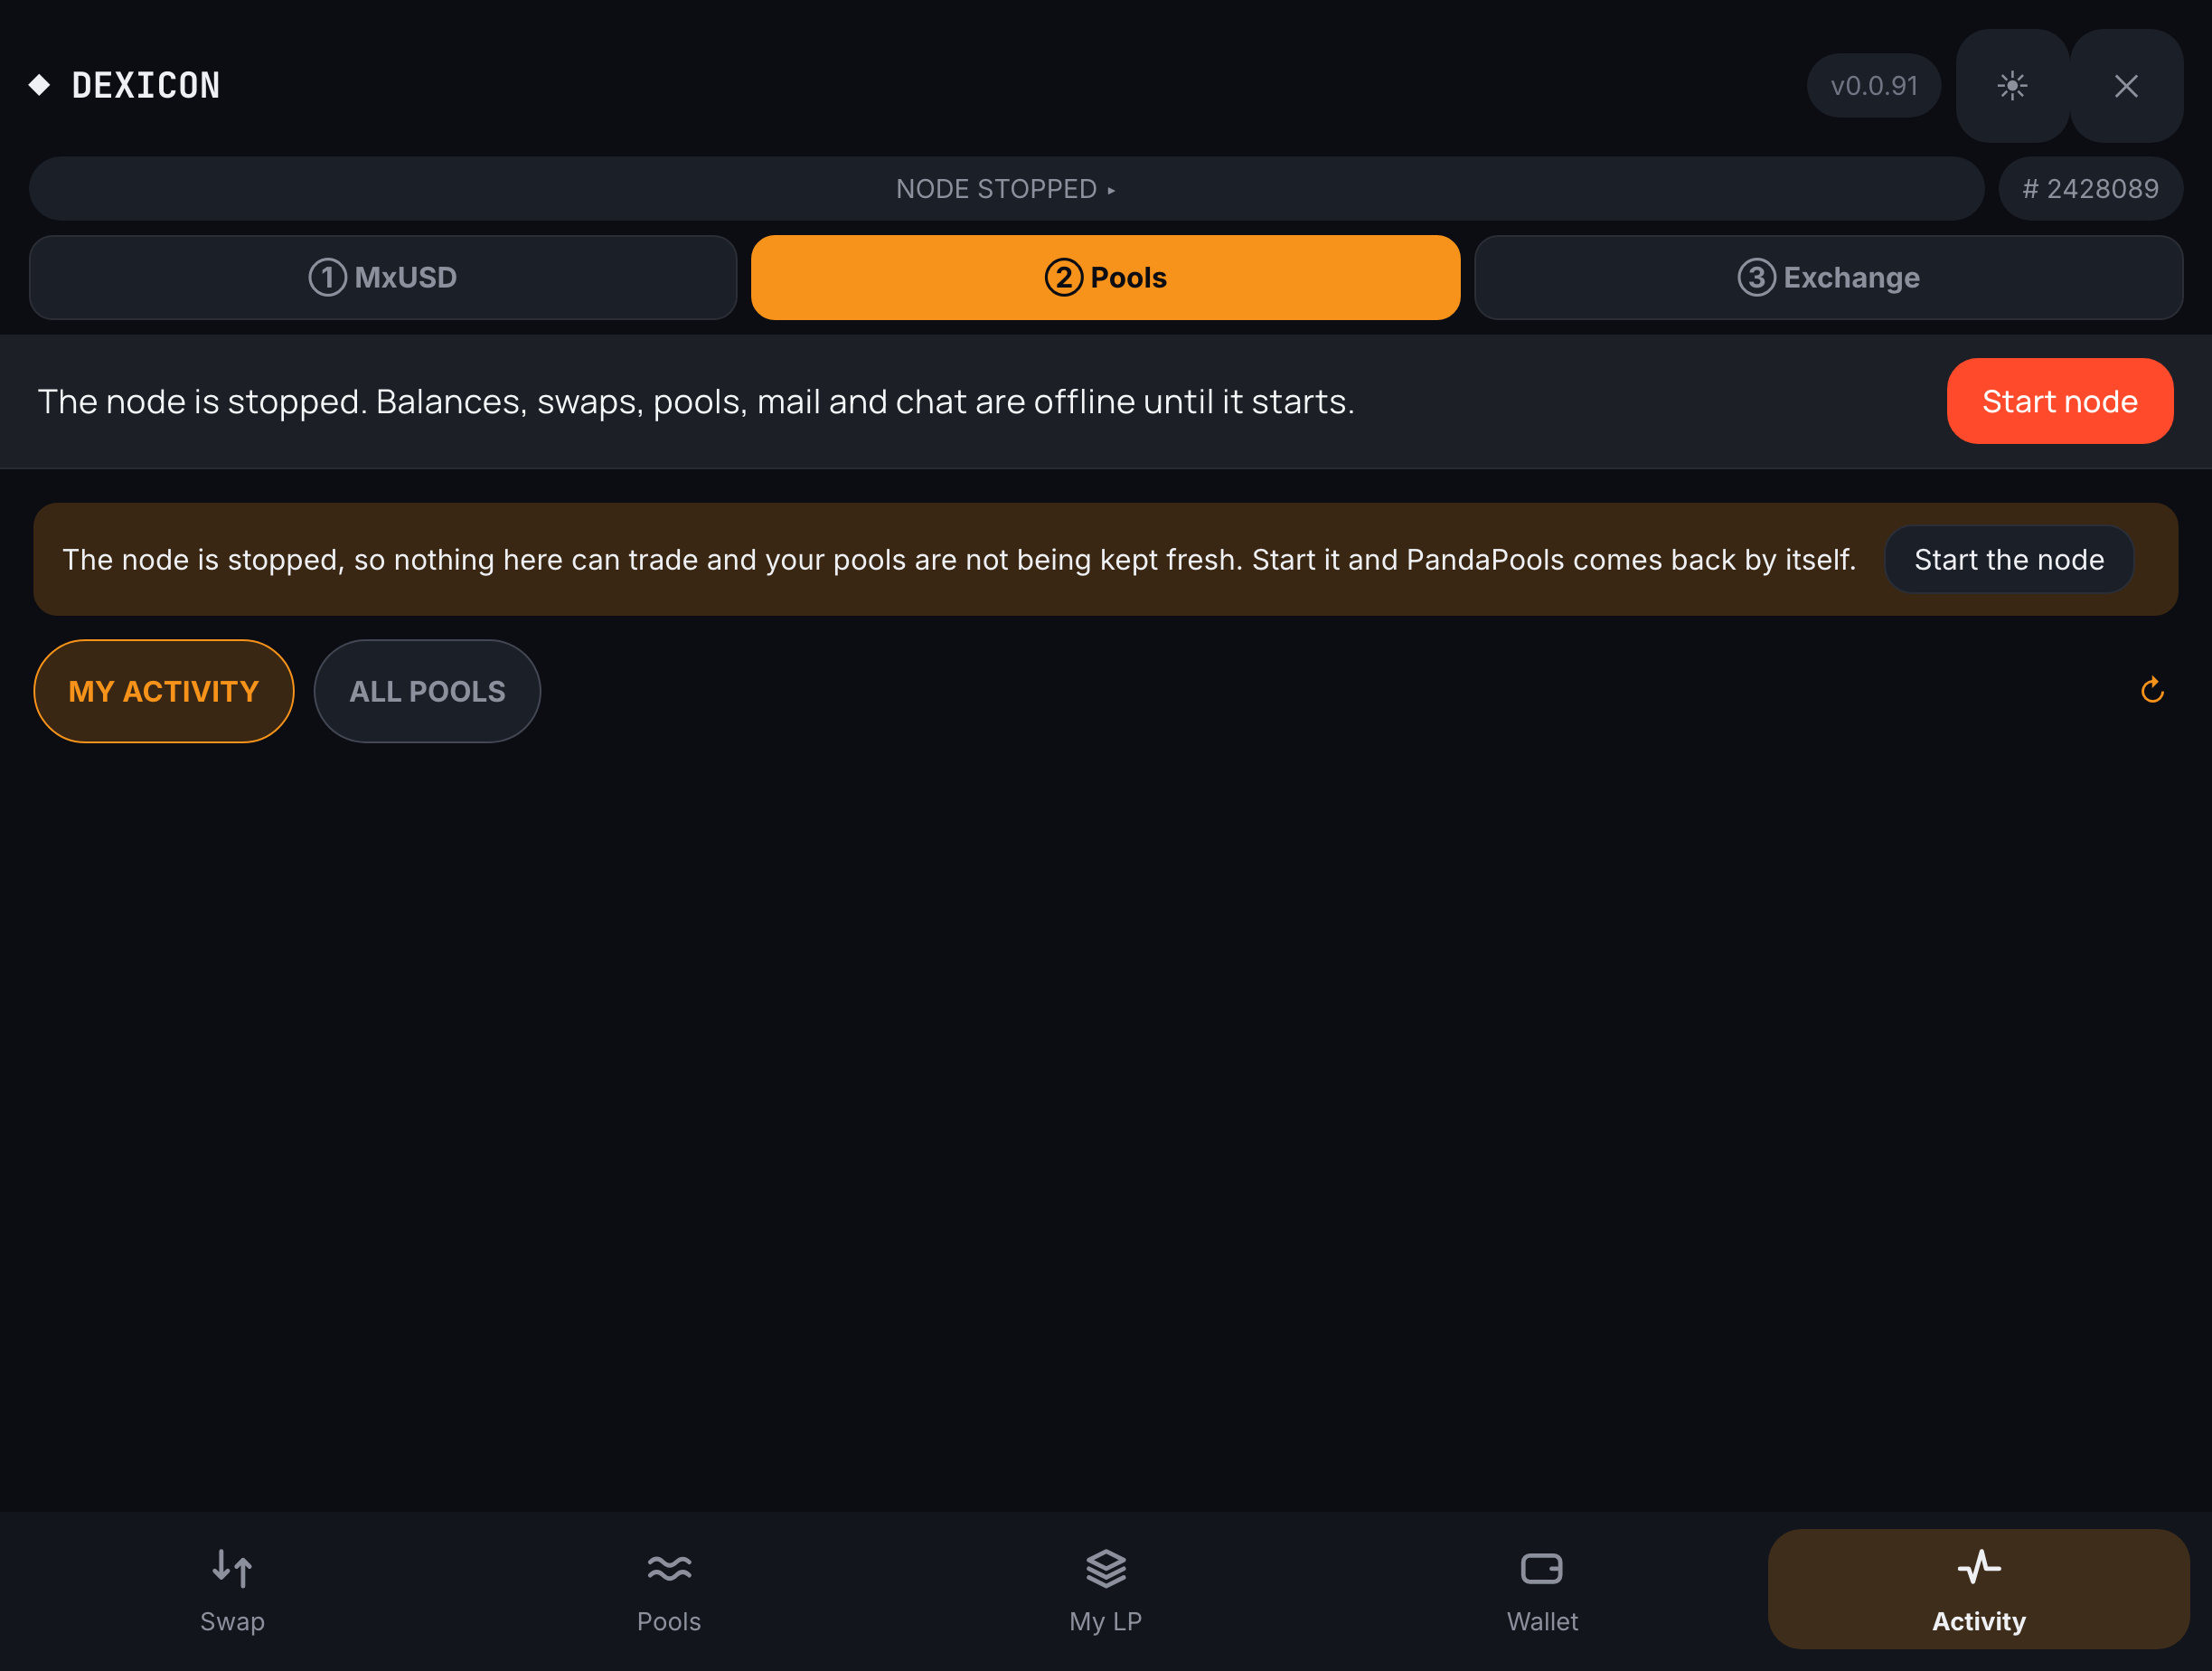 ◆ DEXICON
v0.0.91
NODE STOPPED ▸
# 2428089
① MxUSD
② Pools
③ Exchange
The node is stopped. Balances, swaps, pools, mail and chat are offline until it starts.
Start node
The node is stopped, so nothing here can trade and your pools are not being kept fresh. Start it and PandaPools comes back by itself.
Start the node
MY ACTIVITY
ALL POOLS
Swap
Pools
My LP
Wallet
Activity